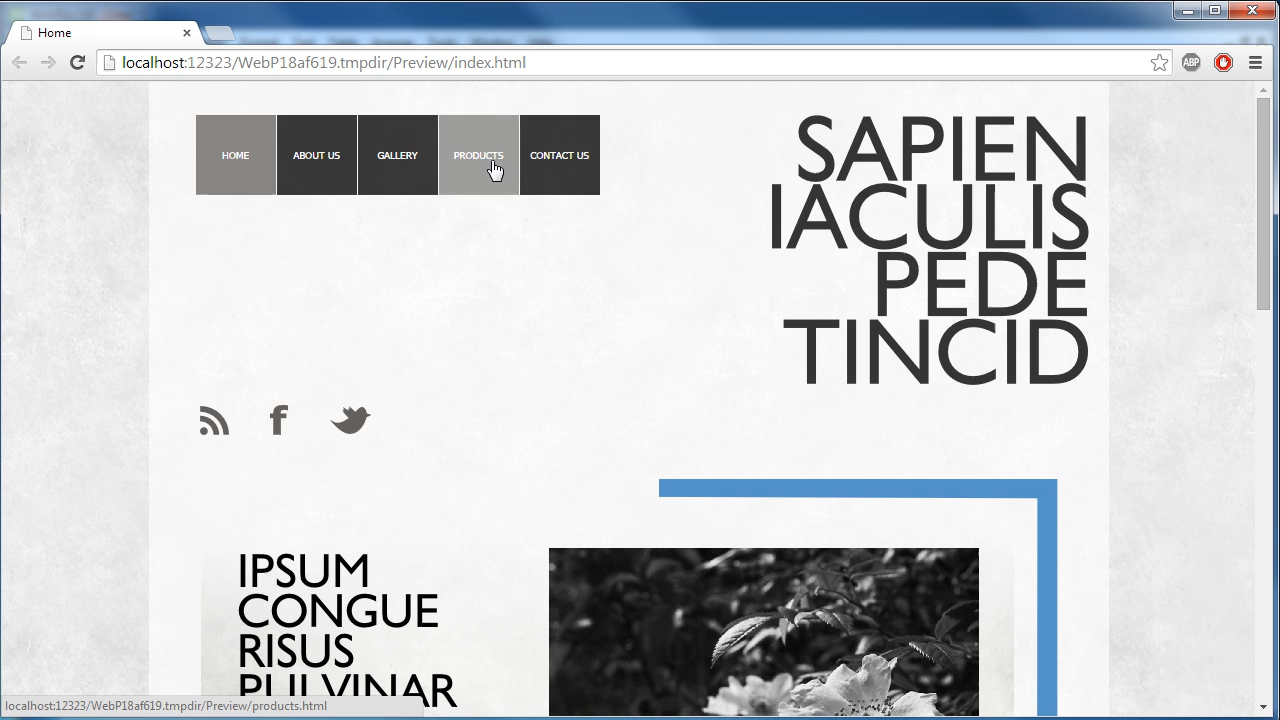 Home
localhost:12323/WebP18af619.tmpdir/Preview/index.html
ABP
HOME
ABOUT US
GALLERY
PRODUCTS
CONTACT US
SAPIEN
IACULIS
PEDE
TINCID
IPSUM
CONGUE
RISUS
PULVINAR
localhost:12323/WebP18af619.tmpdir/Preview/products.html